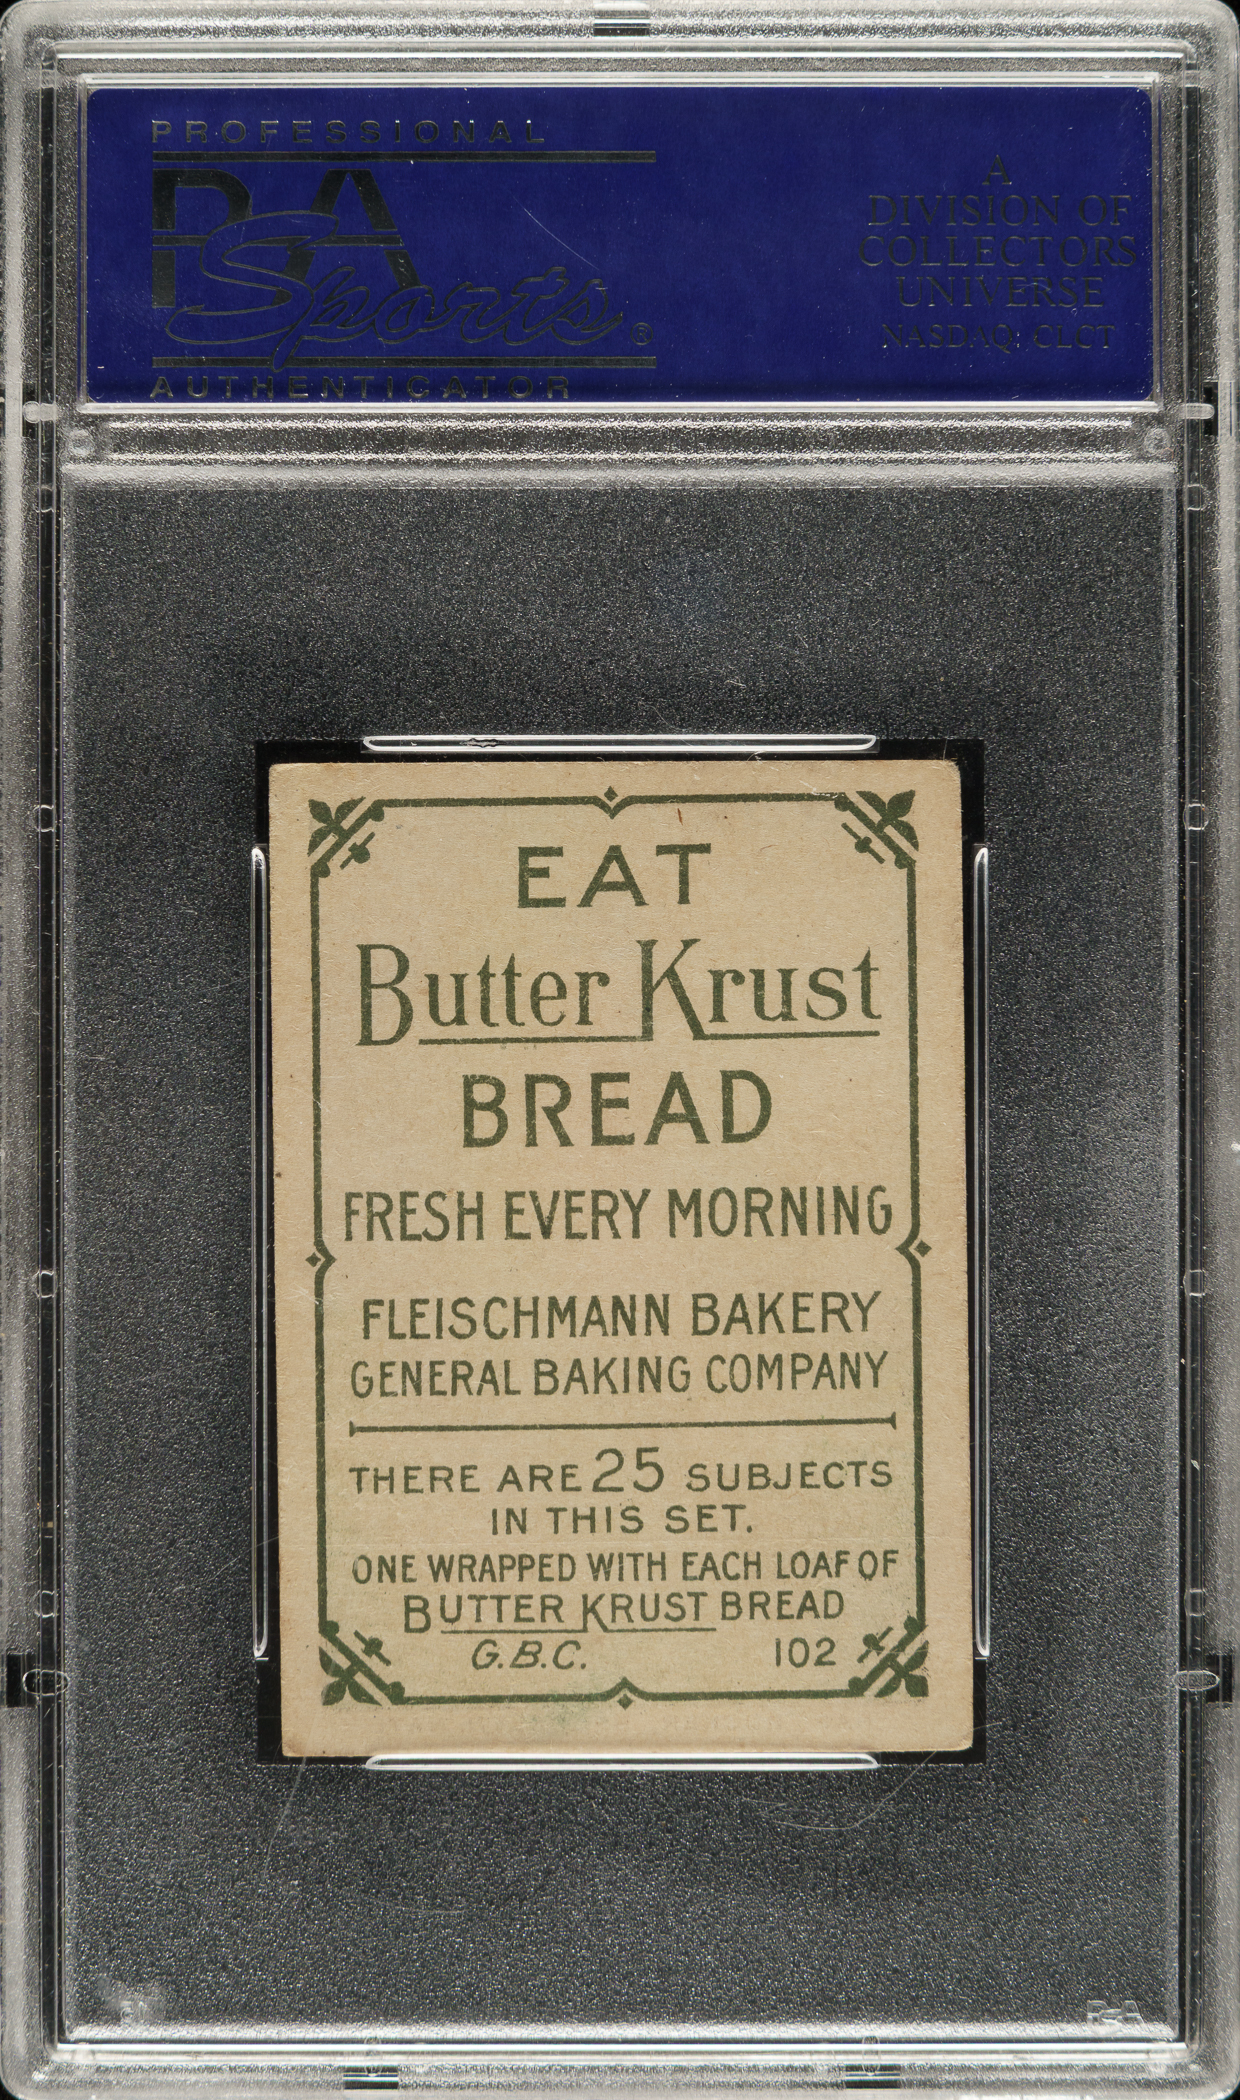 PROFESSIONAL
PSA
Sports®
AUTHENTICATOR
A
DIVISION OF
COLLECTORS
UNIVERSE
NASDAQ: CLCT
EAT
Butter Krust
BREAD
FRESH EVERY MORNING
FLEISCHMANN BAKERY
GENERAL BAKING COMPANY
THERE ARE 25 SUBJECTS
IN THIS SET.
ONE WRAPPED WITH EACH LOAF OF
BUTTER KRUST BREAD
G.B.C. 102
PSA